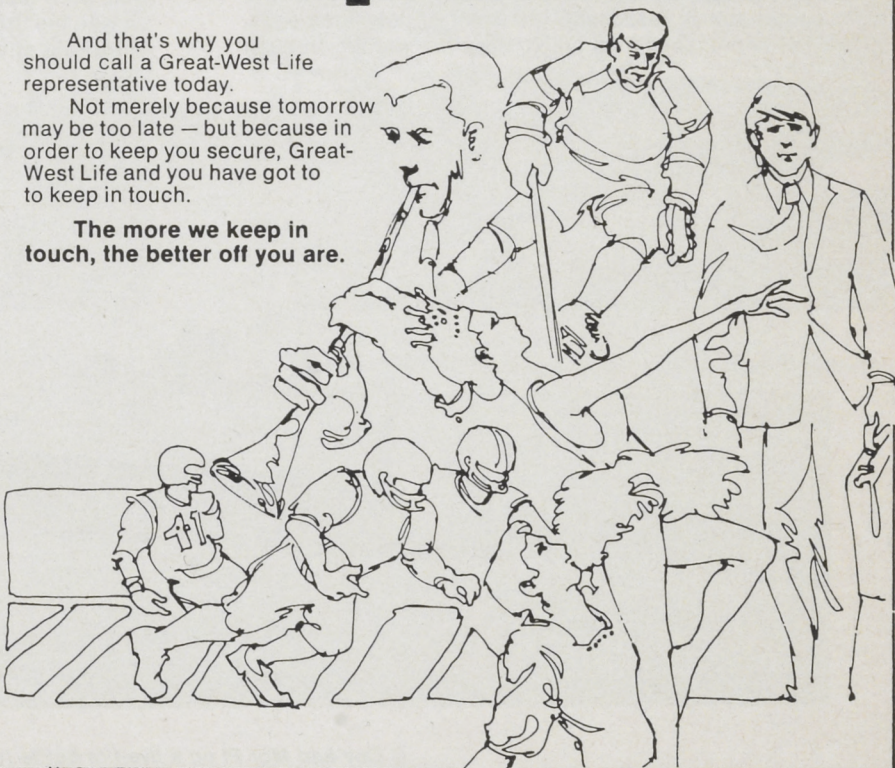 And that's why you
should call a Great-West Life
representative today.
Not merely because tomorrow
may be too late — but because in
order to keep you secure, Great-
West Life and you have got to
to keep in touch.
The more we keep in
touch, the better off you are.
41